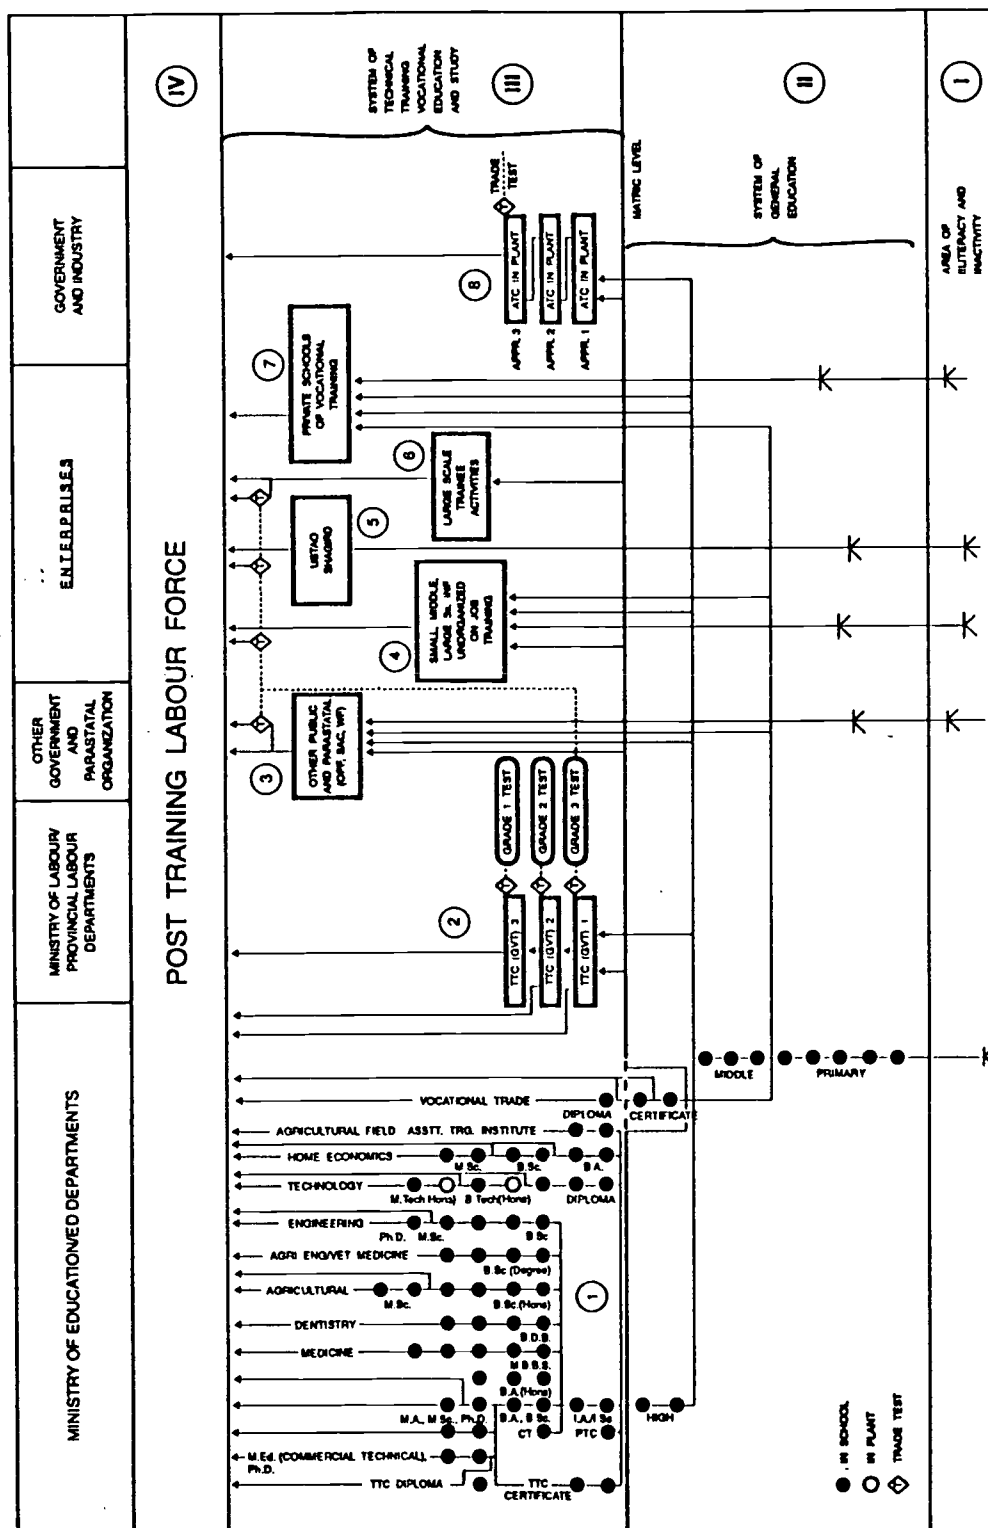 MINISTRY OF EDUCATION/ED DEPARTMENTS
MINISTRY OF LABOUR/
PROVINCIAL LABOUR
DEPARTMENTS
OTHER
GOVERNMENT
AND
PARASTATAL
ORGANIZATION
ENTERPRISES
GOVERNMENT
AND INDUSTRY
POST TRAINING LABOUR FORCE
IV
SYSTEM OF
TECHNICAL
TRAINING
VOCATIONAL
EDUCATION
AND STUDY
III
MATRIC LEVEL
SYSTEM OF
GENERAL
EDUCATION
II
AREA OF
ILITERACY AND
INACTIVITY
I
VOCATIONAL TRADE
DIPLOMA
CERTIFICATE
AGRICULTURAL FIELD ASSTT. TRG. INSTITUTE
HOME ECONOMICS
M.Sc.
B.Sc.
B.A.
TECHNOLOGY
M.Tech Hons)
B Tech(Hons)
DIPLOMA
ENGINEERING
Ph.D.
M.Sc.
B Sc
AGRI ENG/VET MEDICINE
B.Sc (Degree)
AGRICULTURAL
M.Sc.
B.Sc.(Hons)
DENTISTRY
B.D.B.
MEDICINE
M B B.S.
B.A.(Hons)
M.A., M Sc., Ph.D.
B.A., B Sc.
I.A./I Sc
HIGH
CT
PTC
M.Ed. (COMMERCIAL TECHNICAL),
Ph.D.
TTC DIPLOMA
TTC
CERTIFICATE
1
MIDDLE
PRIMARY
2
TTC (GVT) 3
TTC (GVT) 2
TTC (GVT) 1
T
T
T
GRADE 1 TEST
GRADE 2 TEST
GRADE 3 TEST
3
OTHER PUBLIC
AND PARASTATAL
(OPF, SAC, WF)
T
T
T
T
4
SMALL, MIDDLE,
LARGE Sc. INF
UNORGANIZED
ON JOB
TRAINING
5
USTAD
SHAGIRD
6
LARGE SCALE
TRAINEE
ACTIVITIES
7
PRIVATE SCHOOLS
OF VOCATIONAL
TRAINING
8
APPR. 3
ATC IN PLANT
APPR. 2
ATC IN PLANT
APPR. 1
ATC IN PLANT
T
TRADE
TEST
. IN SCHOOL
IN PLANT
T TRADE TEST